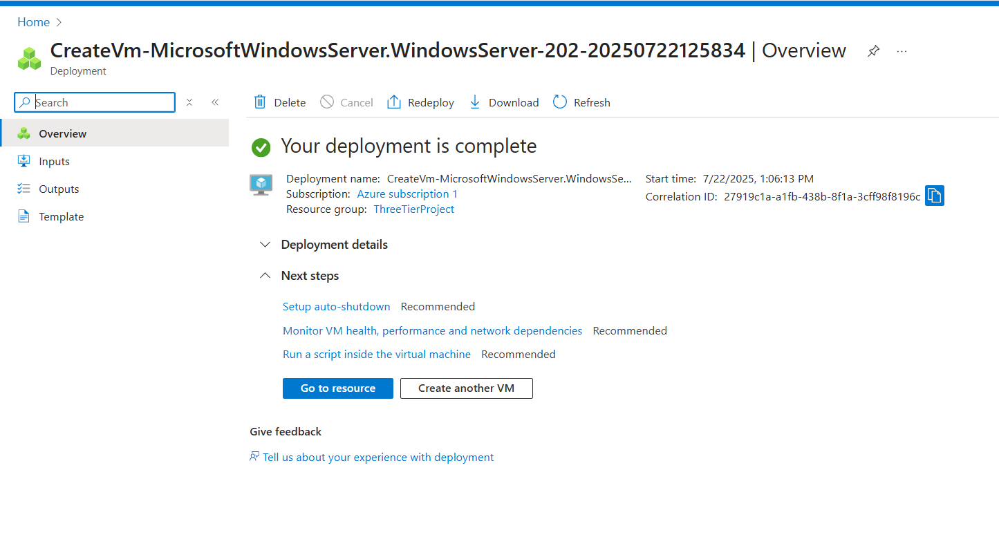 Home
CreateVm-MicrosoftWindowsServer.WindowsServer-202-20250722125834 | Overview
Deployment
Search
Overview
Inputs
Outputs
Template
Delete
Cancel
Redeploy
Download
Refresh
Your deployment is complete
Deployment name: CreateVm-MicrosoftWindowsServer.WindowsSe...
Subscription: Azure subscription 1
Resource group: ThreeTierProject
Start time: 7/22/2025, 1:06:13 PM
Correlation ID: 27919c1a-a1fb-438b-8f1a-3cff98f8196c
Deployment details
Next steps
Setup auto-shutdown Recommended
Monitor VM health, performance and network dependencies Recommended
Run a script inside the virtual machine Recommended
Go to resource
Create another VM
Give feedback
Tell us about your experience with deployment